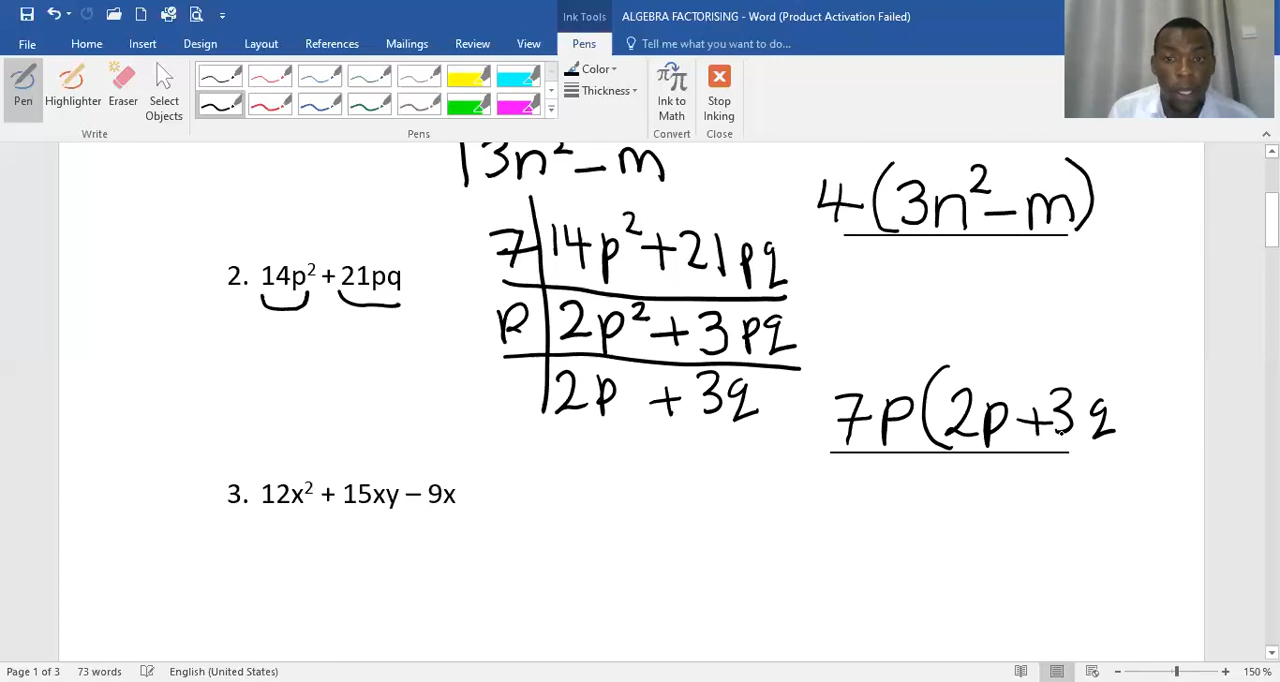 ALGEBRA FACTORISING - Word (Product Activation Failed)
Ink Tools
File Home Insert Design Layout References Mailings Review View Pens Tell me what you want to do...
Pen Highlighter Eraser Select Objects
Color
Thickness
Ink to Math
Stop Inking
Write Pens Convert Close
3n² - m
4(3n² - m)
7 14p² + 21pq
2. 14p² + 21pq
p 2p² + 3pq
2p + 3q
7p(2p + 3q
3. 12x² + 15xy – 9x
Page 1 of 3 73 words English (United States) 150 %